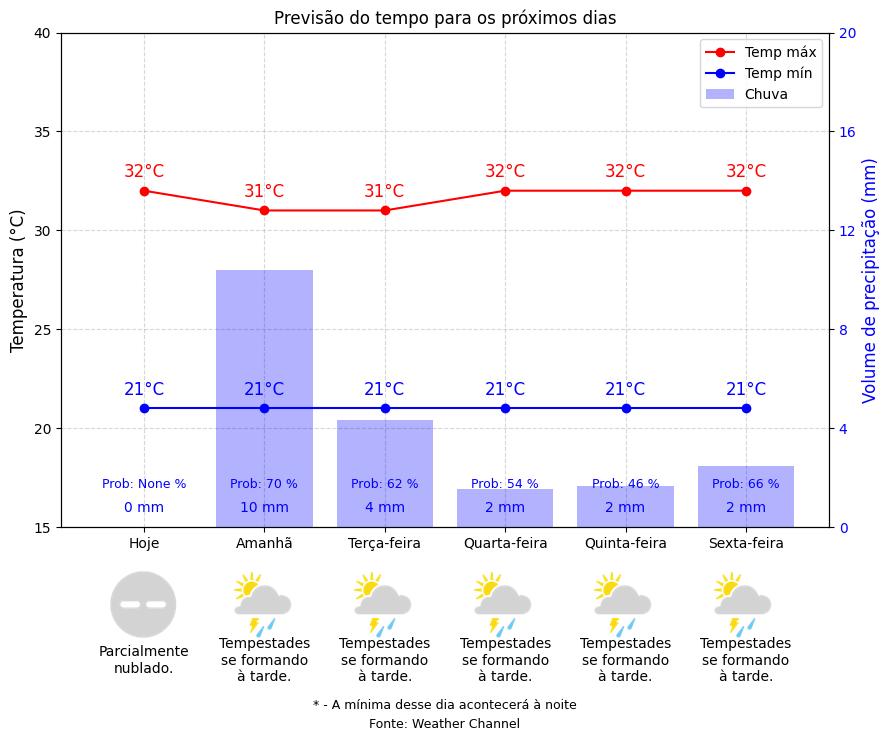 Previsão do tempo para os próximos dias
Temperatura (°C)
Volume de precipitação (mm)
40
35
30
25
20
15
20
16
12
8
4
0
Temp máx
Temp mín
Chuva
32°C 31°C 31°C 32°C 32°C 32°C
21°C 21°C 21°C 21°C 21°C 21°C
Prob: None % Prob: 70 % Prob: 62 % Prob: 54 % Prob: 46 % Prob: 66 %
0 mm 10 mm 4 mm 2 mm 2 mm 2 mm
Hoje Amanhã Terça-feira Quarta-feira Quinta-feira Sexta-feira
Parcialmente
nublado.
Tempestades
se formando
à tarde.
Tempestades
se formando
à tarde.
Tempestades
se formando
à tarde.
Tempestades
se formando
à tarde.
Tempestades
se formando
à tarde.
* - A mínima desse dia acontecerá à noite
Fonte: Weather Channel